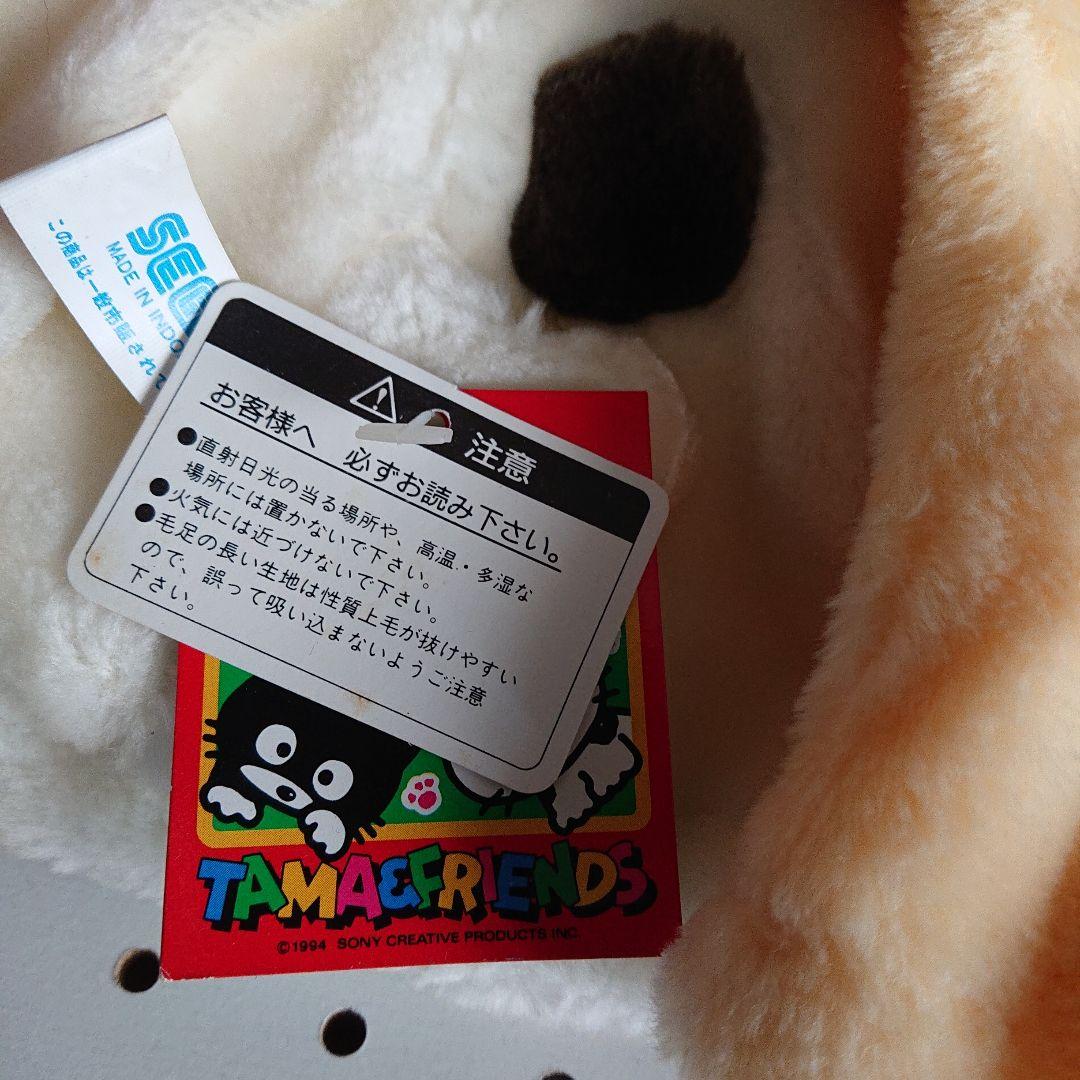 SEG
MADE IN INDO
この商品は一般市販されて
注意
お客様へ 必ずお読み下さい。
●直射日光の当る場所や、高温・多湿な
場所には置かないで下さい。
●火気には近づけないで下さい。
●毛足の長い生地は性質上毛が抜けやすい
ので、誤って吸い込まないようご注意
下さい。
TAMA&FRIENDS
©1994 SONY CREATIVE PRODUCTS INC.